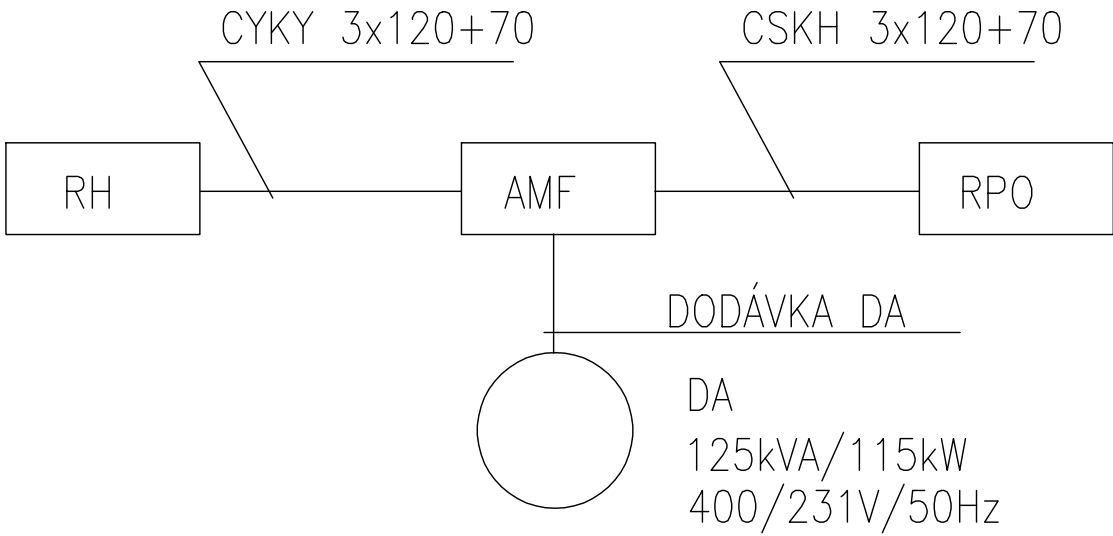 CYKY 3x120+70
CSKH 3x120+70
RH
AMF
RPO
DODÁVKA DA
DA
125kVA/115kW
400/231V/50Hz